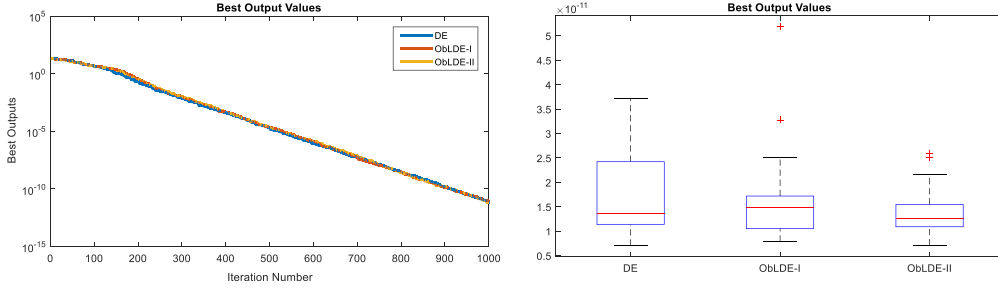 Best Output Values
10^5
10^0
10^-5
10^-10
10^-15
Best Outputs
DE
ObLDE-I
ObLDE-II
0 100 200 300 400 500 600 700 800 900 1000
Iteration Number
Best Output Values
×10^-11
5
4.5
4
3.5
3
2.5
2
1.5
1
0.5
DE ObLDE-I ObLDE-II